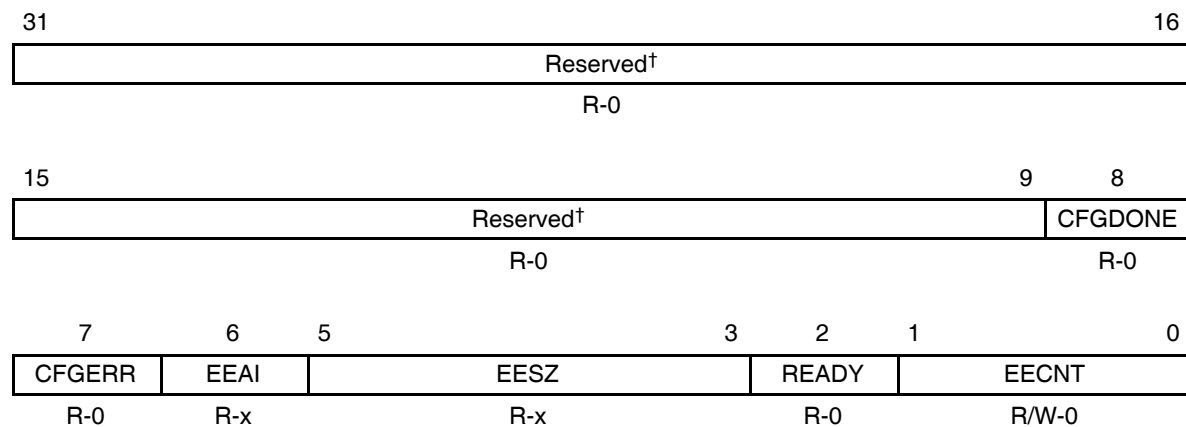 31 16
Reserved†
R-0
15 9 8
Reserved† CFGDONE
R-0 R-0
7 6 5 3 2 1 0
CFGERR EEAI EESZ READY EECNT
R-0 R-x R-x R-0 R/W-0